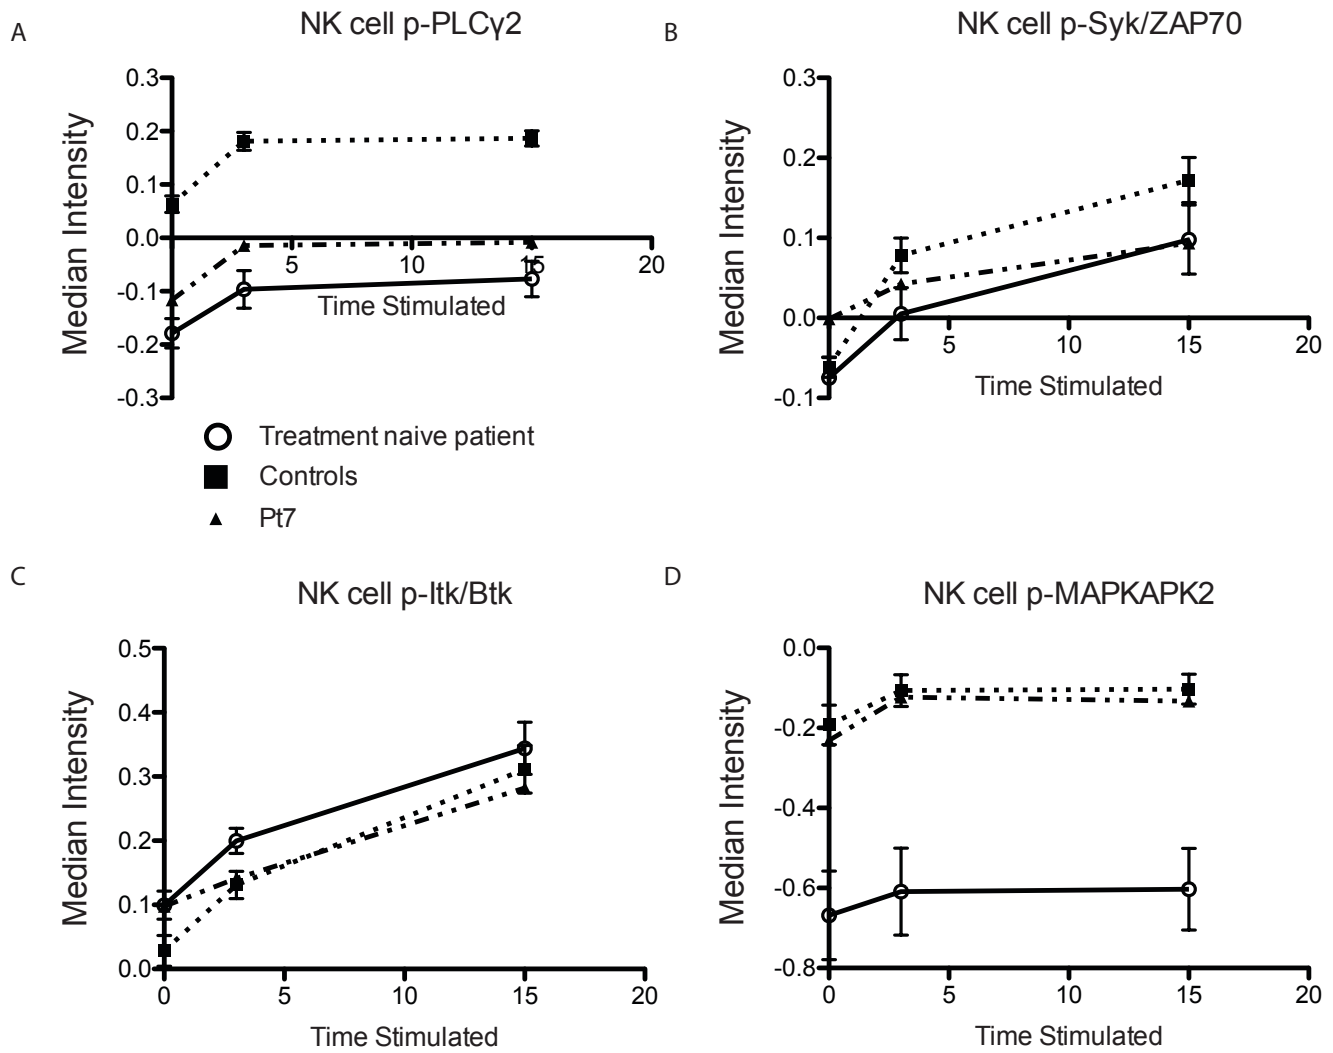 A
NK cell p-PLCγ2
0.3
0.2
0.1
0.0
-0.1
-0.2
-0.3
5
10
15
20
Median Intensity
Time Stimulated
B
NK cell p-Syk/ZAP70
0.3
0.2
0.1
0.0
-0.1
5
10
15
20
Median Intensity
Time Stimulated
Treatment naive patient
Controls
Pt7
C
NK cell p-Itk/Btk
0.5
0.4
0.3
0.2
0.1
0.0
0
5
10
15
20
Median Intensity
Time Stimulated
D
NK cell p-MAPKAPK2
0.0
-0.2
-0.4
-0.6
-0.8
0
5
10
15
20
Median Intensity
Time Stimulated